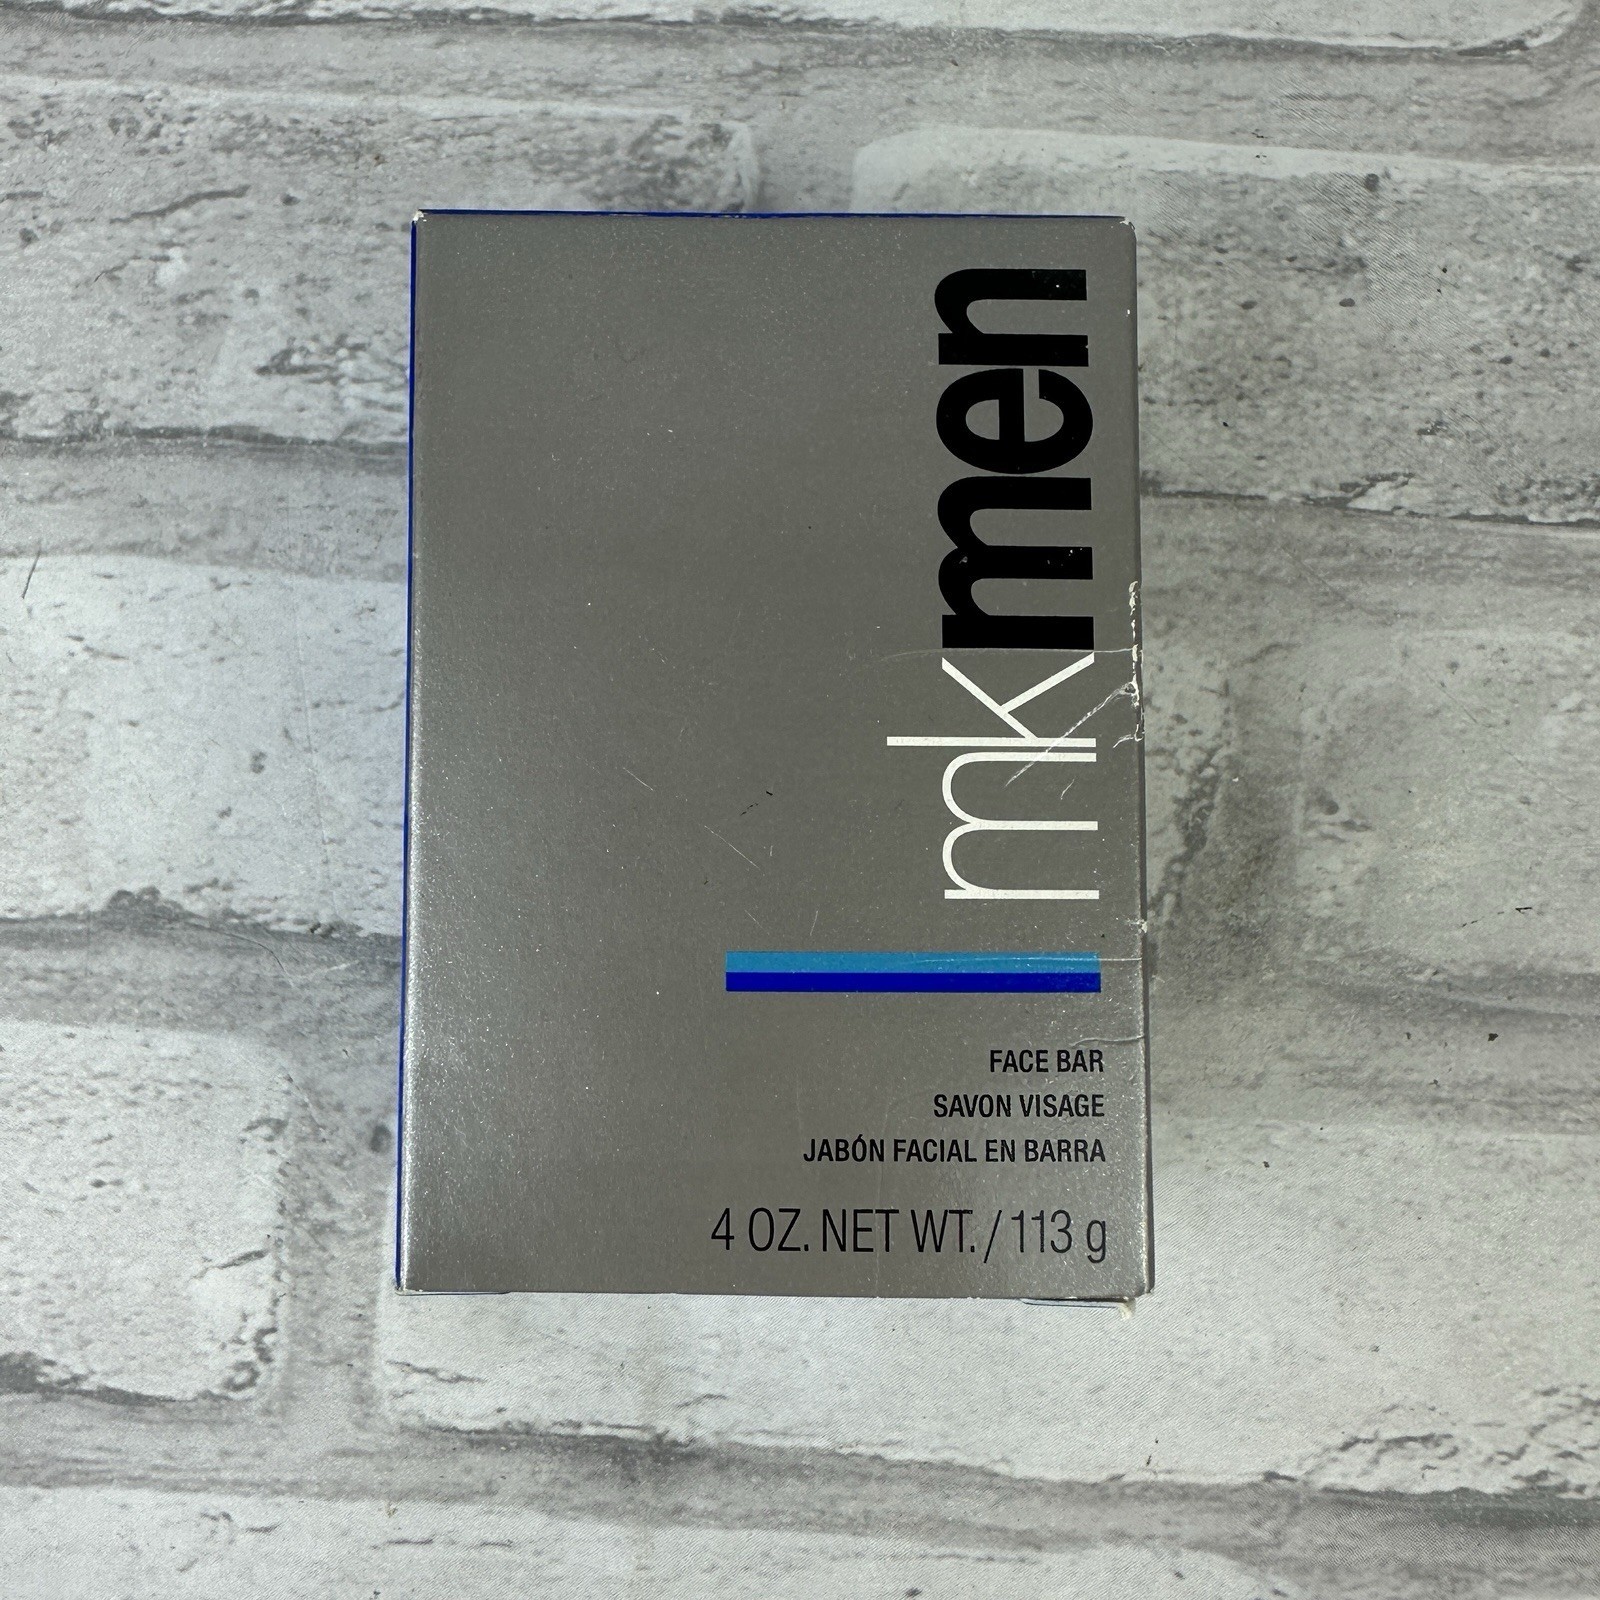 mkmen
FACE BAR
SAVON VISAGE
JABÓN FACIAL EN BARRA
4 OZ. NET WT. / 113 g